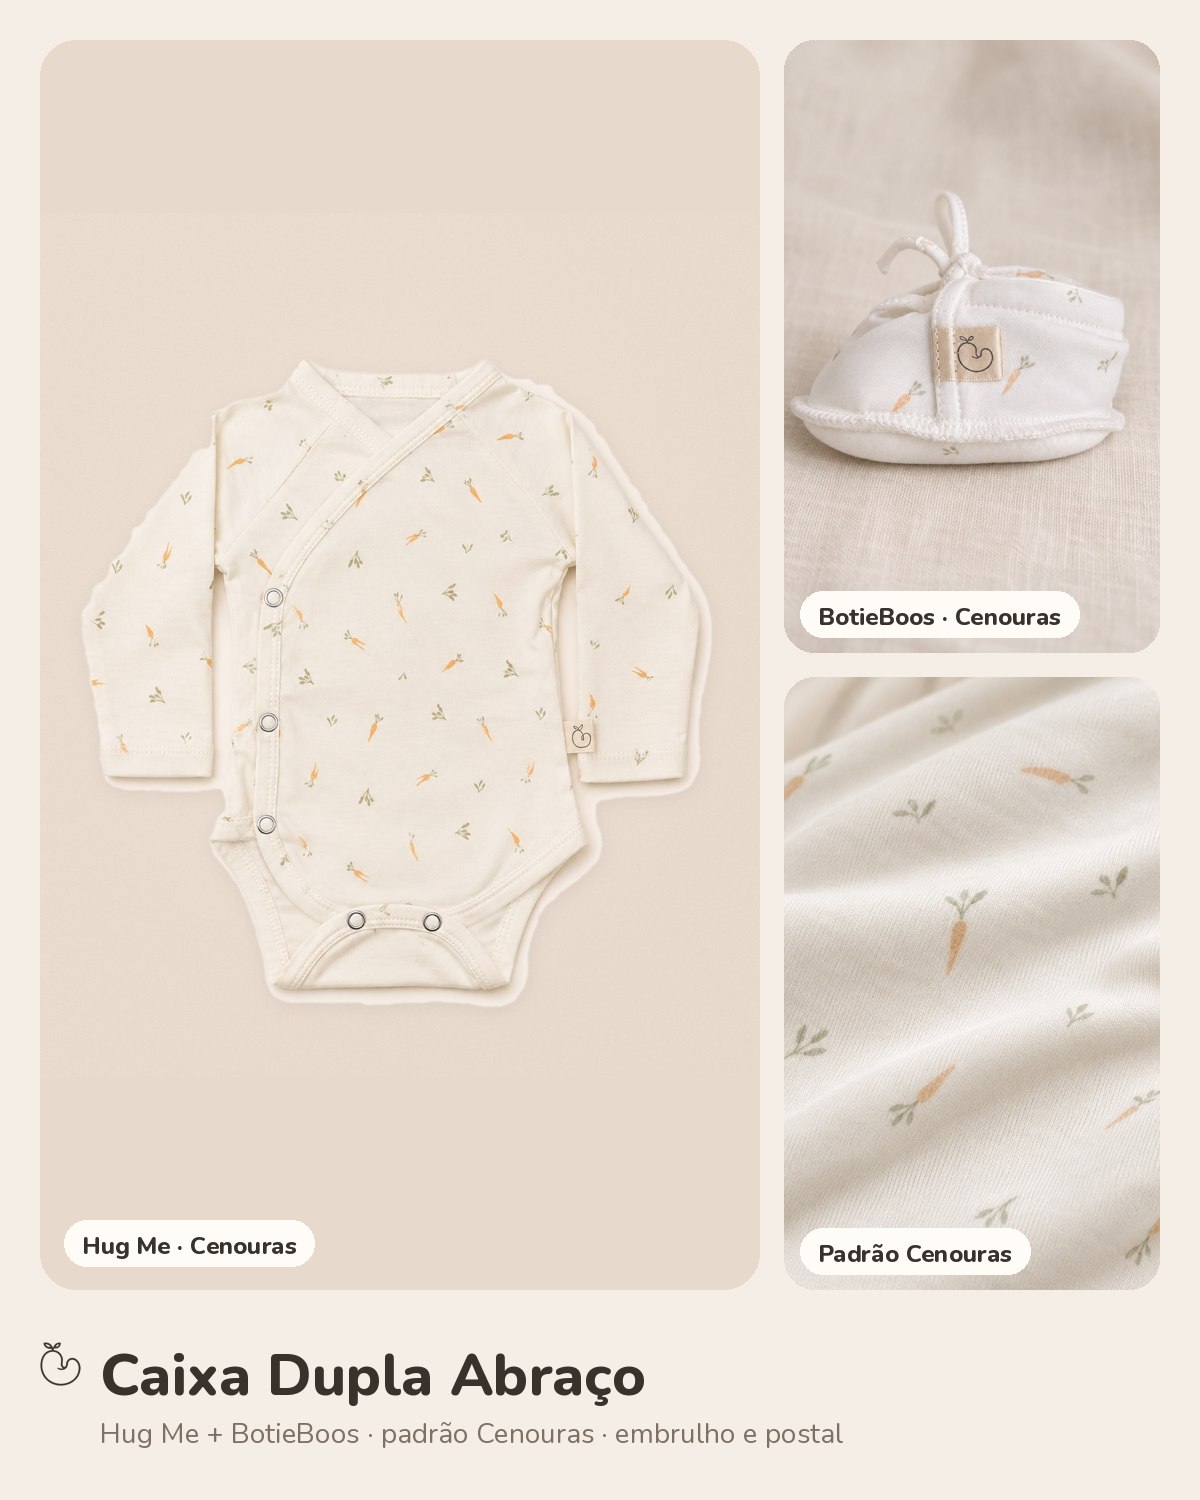 BotieBoos · Cenouras
Hug Me · Cenouras
Padrão Cenouras
Caixa Dupla Abraço
Hug Me + BotieBoos · padrão Cenouras · embrulho e postal